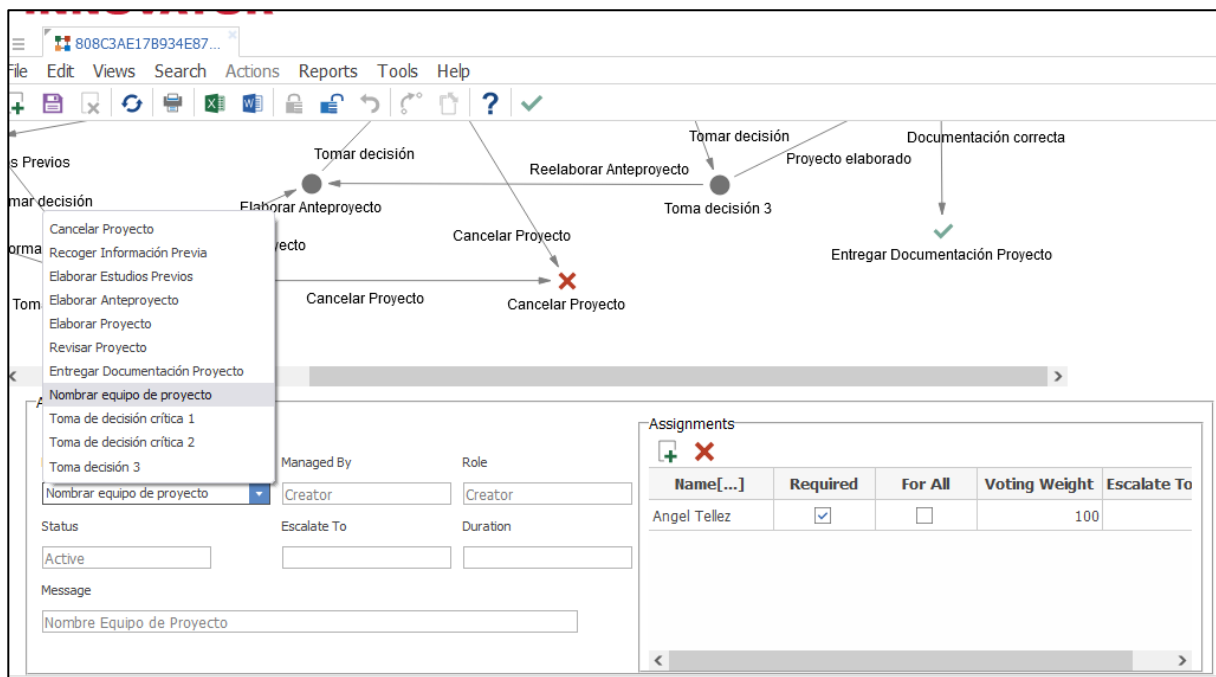 808C3AE17B934E87...
File Edit Views Search Actions Reports Tools Help
Tomar decisión
Documentación correcta
Tomar decisión
Proyecto elaborado
s Previos
Reelaborar Anteproyecto
mar decisión
Elaborar Anteproyecto
Toma decisión 3
Cancelar Proyecto
yecto
orma
Entregar Documentación Proyecto
Cancelar Proyecto
Cancelar Proyecto
Tom
Cancelar Proyecto
Recoger Información Previa
Elaborar Estudios Previos
Elaborar Anteproyecto
Elaborar Proyecto
Revisar Proyecto
Entregar Documentación Proyecto
Nombrar equipo de proyecto
Toma de decisión crítica 1
Toma de decisión crítica 2
Toma decisión 3
Managed By
Role
Nombrar equipo de proyecto
Creator
Creator
Status
Escalate To
Duration
Active
Message
Nombre Equipo de Proyecto
Assignments
Name[...] Required For All Voting Weight Escalate To
Angel Tellez 100